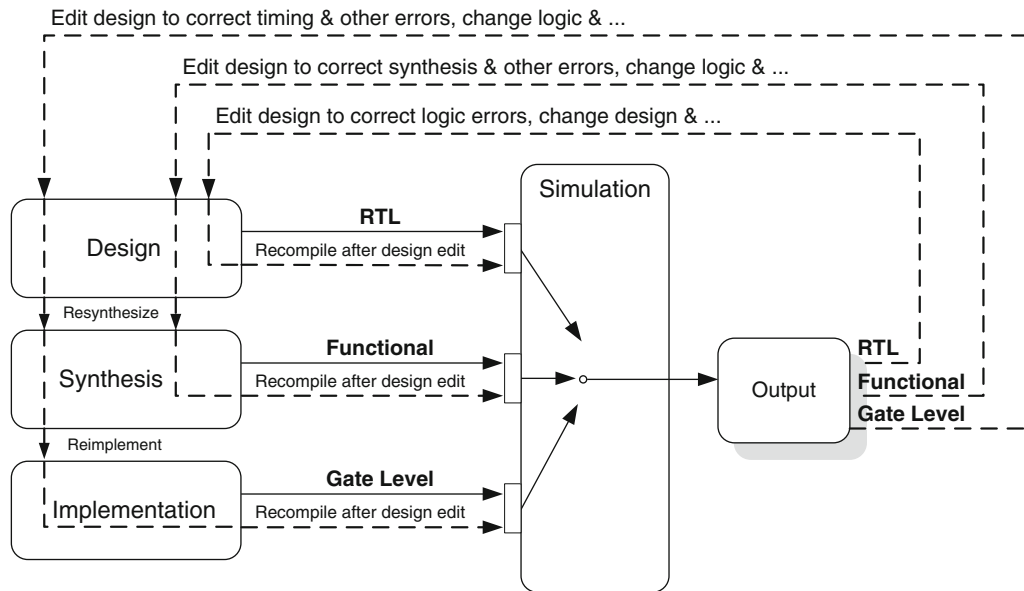 Edit design to correct timing & other errors, change logic & ...
Edit design to correct synthesis & other errors, change logic & ...
Edit design to correct logic errors, change design & ...
Simulation
Design
RTL
Recompile after design edit
Resynthesize
Synthesis
Functional
Recompile after design edit
Reimplement
Implementation
Gate Level
Recompile after design edit
Output
RTL
Functional
Gate Level